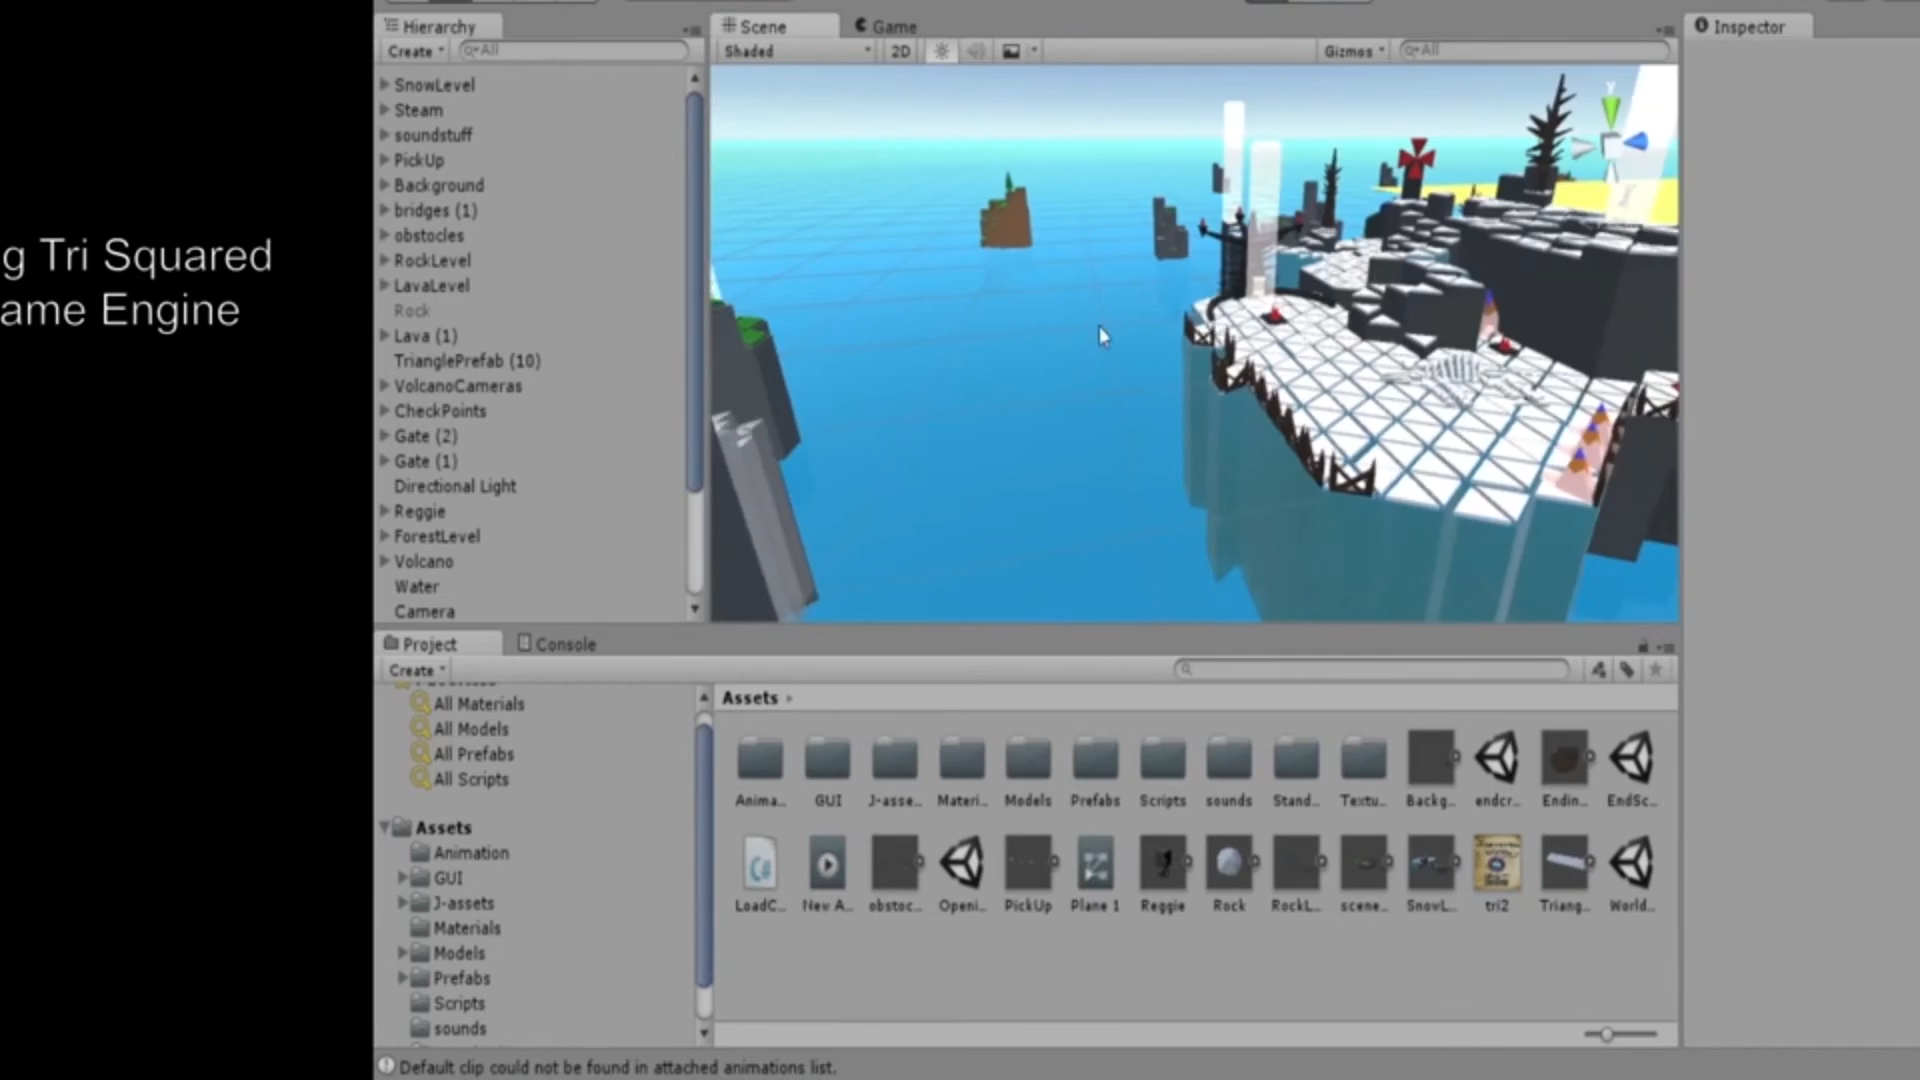 g Tri Squared
ame Engine
Hierarchy
Create
All
SnowLevel
Steam
soundstuff
PickUp
Background
bridges (1)
obstocles
RockLevel
LavaLevel
Rock
Lava (1)
TrianglePrefab (10)
VolcanoCameras
CheckPoints
Gate (2)
Gate (1)
Directional Light
Reggie
ForestLevel
Volcano
Water
Camera
Scene
Game
Shaded
2D
Gizmos
All
y
Inspector
Project
Console
Create
All Materials
All Models
All Prefabs
All Scripts
Assets
Animation
GUI
J-assets
Materials
Models
Prefabs
Scripts
sounds
Assets
Anima... GUI J-asse... Materi... Models Prefabs Scripts sounds Stand... Textu... Backg... endcr... Endin... EndSc...
LoadC... New A... obstoc... Openi... PickUp Plane 1 Reggie Rock RockL... scene... SnowL... tri2 Triang... World...
Default clip could not be found in attached animations list.